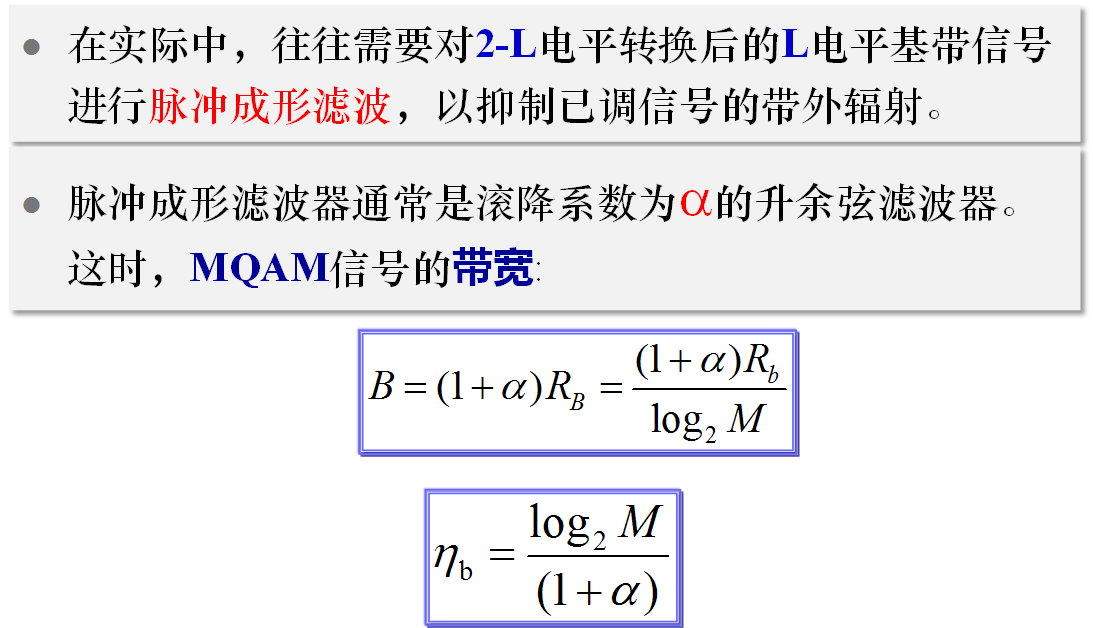 ● 在实际中，往往需要对2-L电平转换后的L电平基带信号
进行脉冲成形滤波，以抑制已调信号的带外辐射。
● 脉冲成形滤波器通常是滚降系数为α的升余弦滤波器。
这时，MQAM信号的带宽:
B = (1+α)R_B = (1+α)R_b / log₂ M
η_b = log₂ M / (1+α)